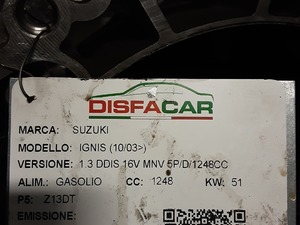 DISFACAR
MARCA: SUZUKI
MODELLO: IGNIS (10/03>)
VERSIONE: 1.3 DDIS 16V MNV 5P/D/1248CC
ALIM.: GASOLIO CC: 1248 KW: 51
P5: Z13DT
EMISSIONE: